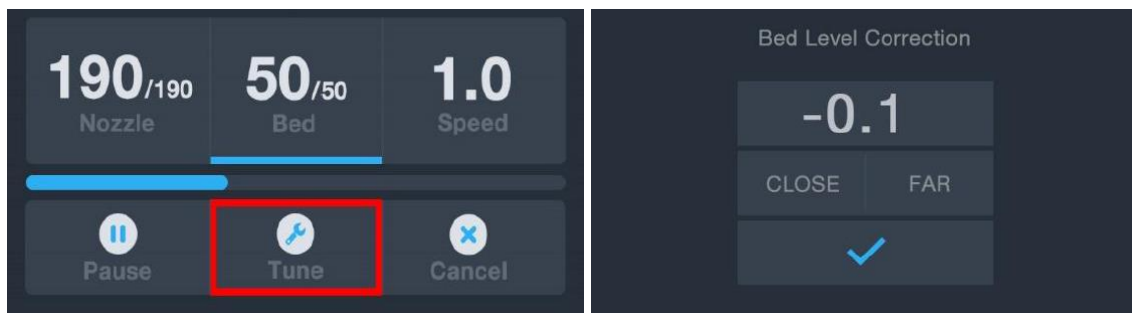 190/190 50/50 1.0
Nozzle Bed Speed
Pause Tune Cancel
Bed Level Correction
-0.1
CLOSE FAR